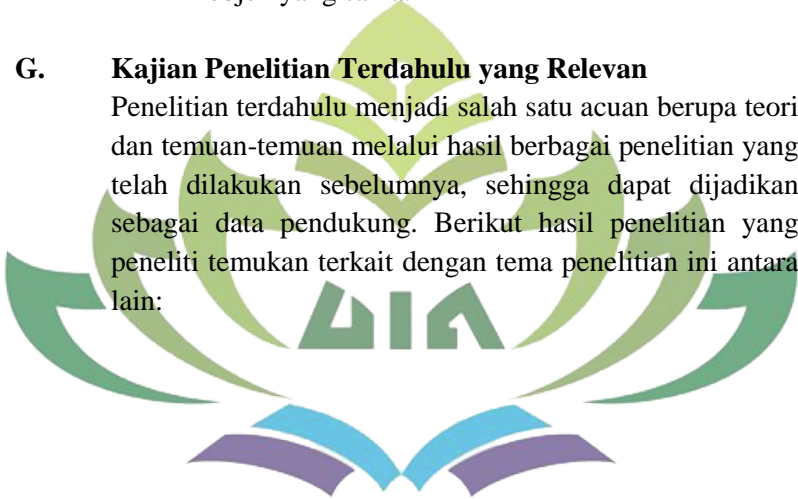 G. Kajian Penelitian Terdahulu yang Relevan
Penelitian terdahulu menjadi salah satu acuan berupa teori
dan temuan-temuan melalui hasil berbagai penelitian yang
telah dilakukan sebelumnya, sehingga dapat dijadikan
sebagai data pendukung. Berikut hasil penelitian yang
peneliti temukan terkait dengan tema penelitian ini antara
lain:
UIN